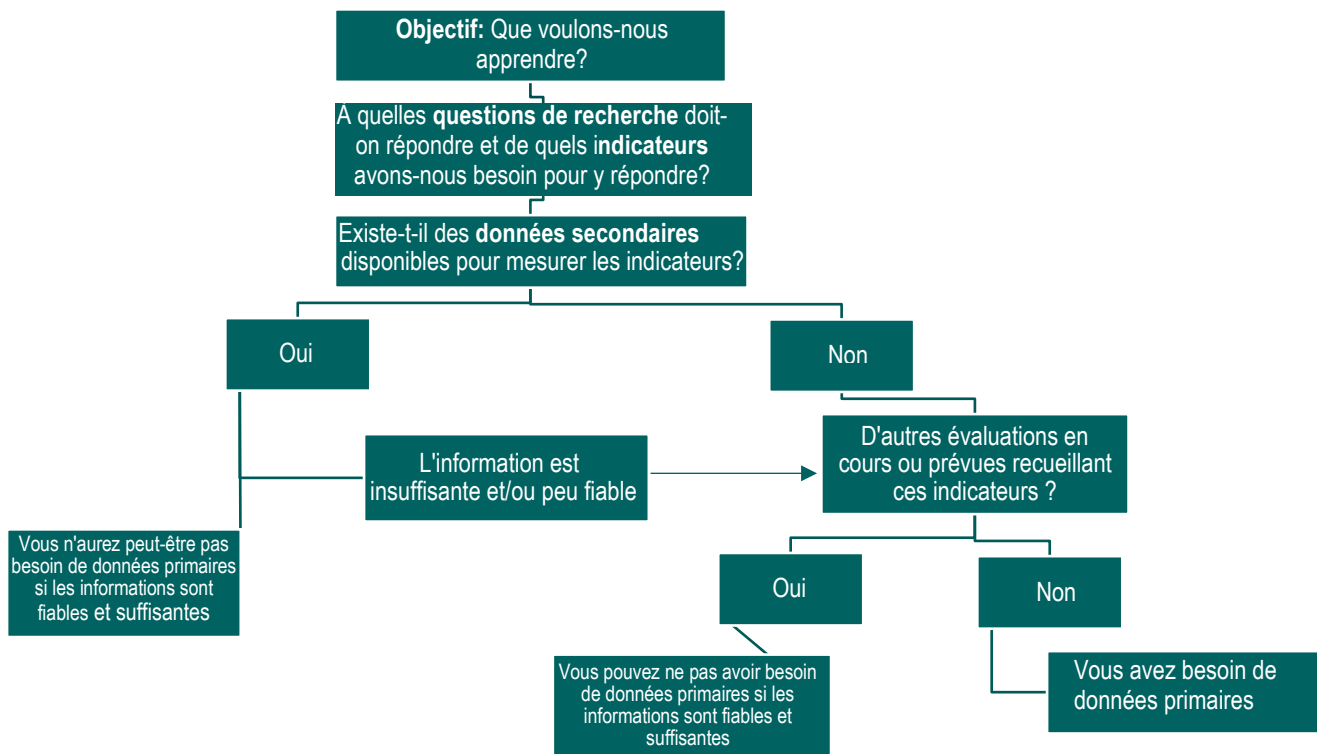 Objectif: Que voulons-nous
apprendre?
À quelles questions de recherche doit-
on répondre et de quels indicateurs
avons-nous besoin pour y répondre?
Existe-t-il des données secondaires
disponibles pour mesurer les indicateurs?
Oui
Non
L'information est
insuffisante et/ou peu fiable
D'autres évaluations en
cours ou prévues recueillant
ces indicateurs ?
Vous n'aurez peut-être pas
besoin de données primaires
si les informations sont
fiables et suffisantes
Oui
Non
Vous pouvez ne pas avoir besoin
de données primaires si les
informations sont fiables et
suffisantes
Vous avez besoin de
données primaires